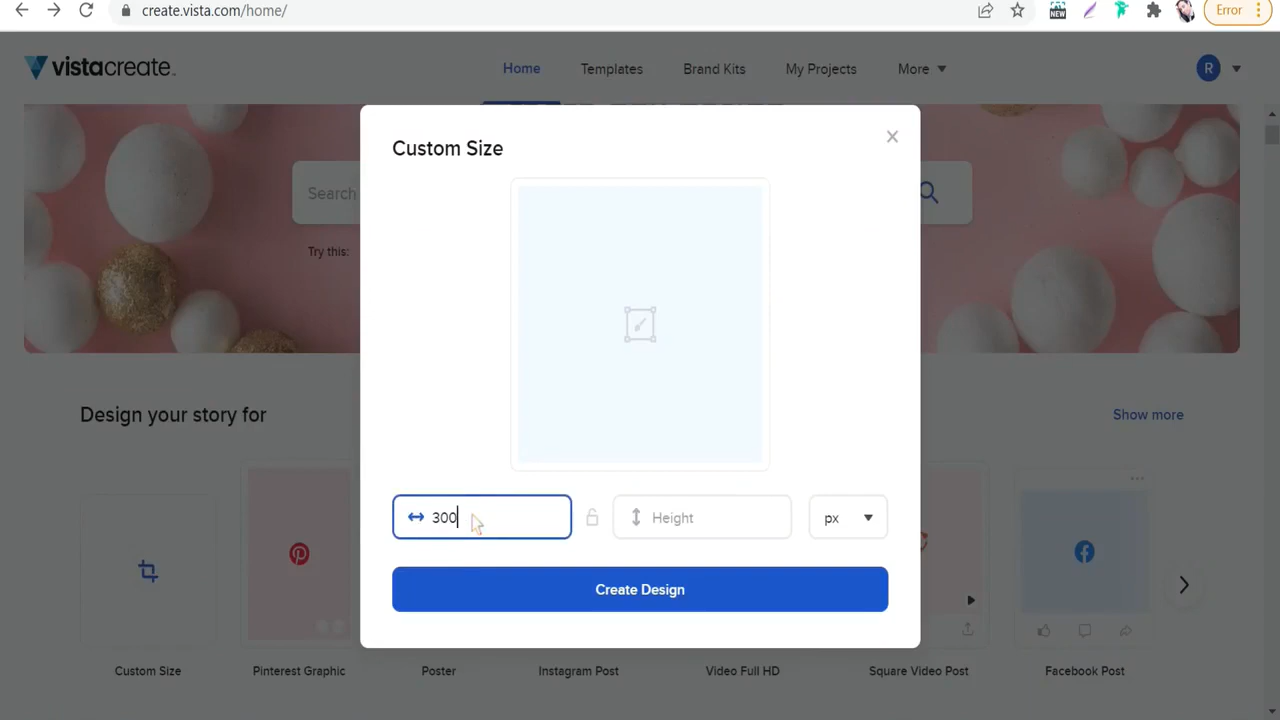 create.vista.com/home/
NEW
Error
vistacreate
Home
Templates
Brand Kits
My Projects
More
R
Custom Size
Search
Try this:
Design your story for
Show more
300
Height
px
Create Design
Custom Size
Pinterest Graphic
Poster
Instagram Post
Video Full HD
Square Video Post
Facebook Post